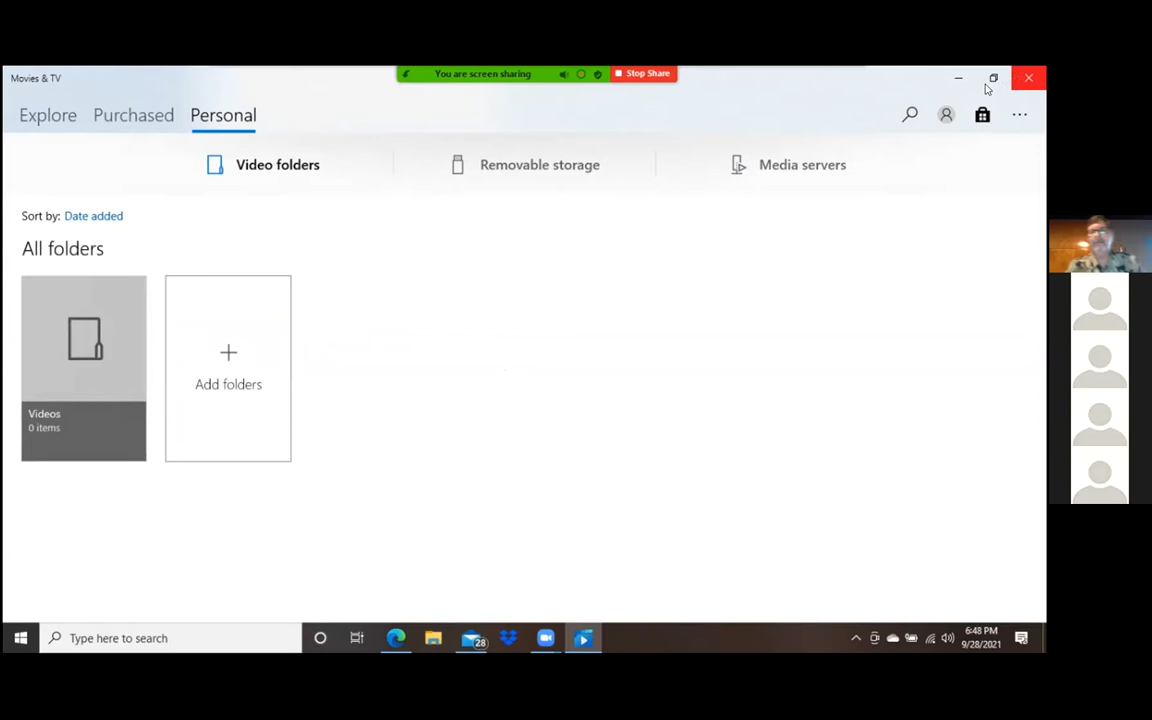 Movies & TV
You are screen sharing
Stop Share
Explore
Purchased
Personal
Video folders
Removable storage
Media servers
Sort by: Date added
All folders
Add folders
Videos
0 items
Type here to search
28
6:48 PM
9/28/2021